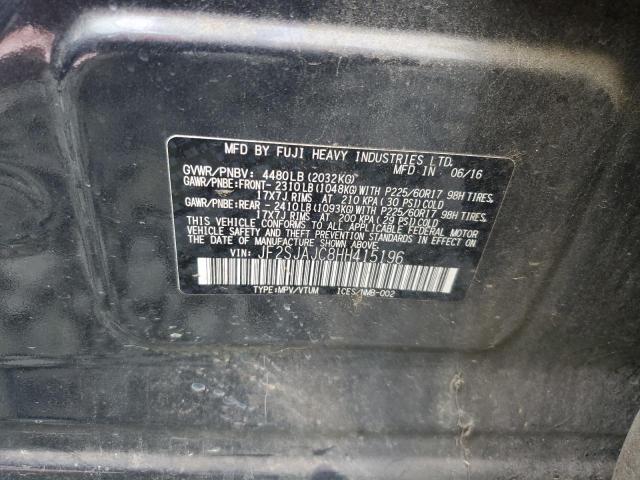 MFD BY FUJI HEAVY INDUSTRIES LTD.
MFD IN 06/16
GVWR/PNBV: 4480LB (2032KG)
GAWR/PNBE:FRONT- 2310LB (1048KG) WITH P225/60R17 98H TIRES,
17X7J RIMS AT 210 KPA (30 PSI) COLD
GAWR/PNBE:REAR - 2410LB (1093KG) WITH P225/60R17 98H TIRES,
17X7J RIMS AT 200 KPA (29 PSI) COLD
THIS VEHICLE CONFORMS TO ALL APPLICABLE FEDERAL MOTOR
VEHICLE SAFETY AND THEFT PREVENTION STANDARDS IN EFFECT
ON THE DATE OF MANUFACTURE SHOWN ABOVE.
VIN: JF2SJAJC8HH415196
TYPE:MPV/VTUM ICES/NMB-002